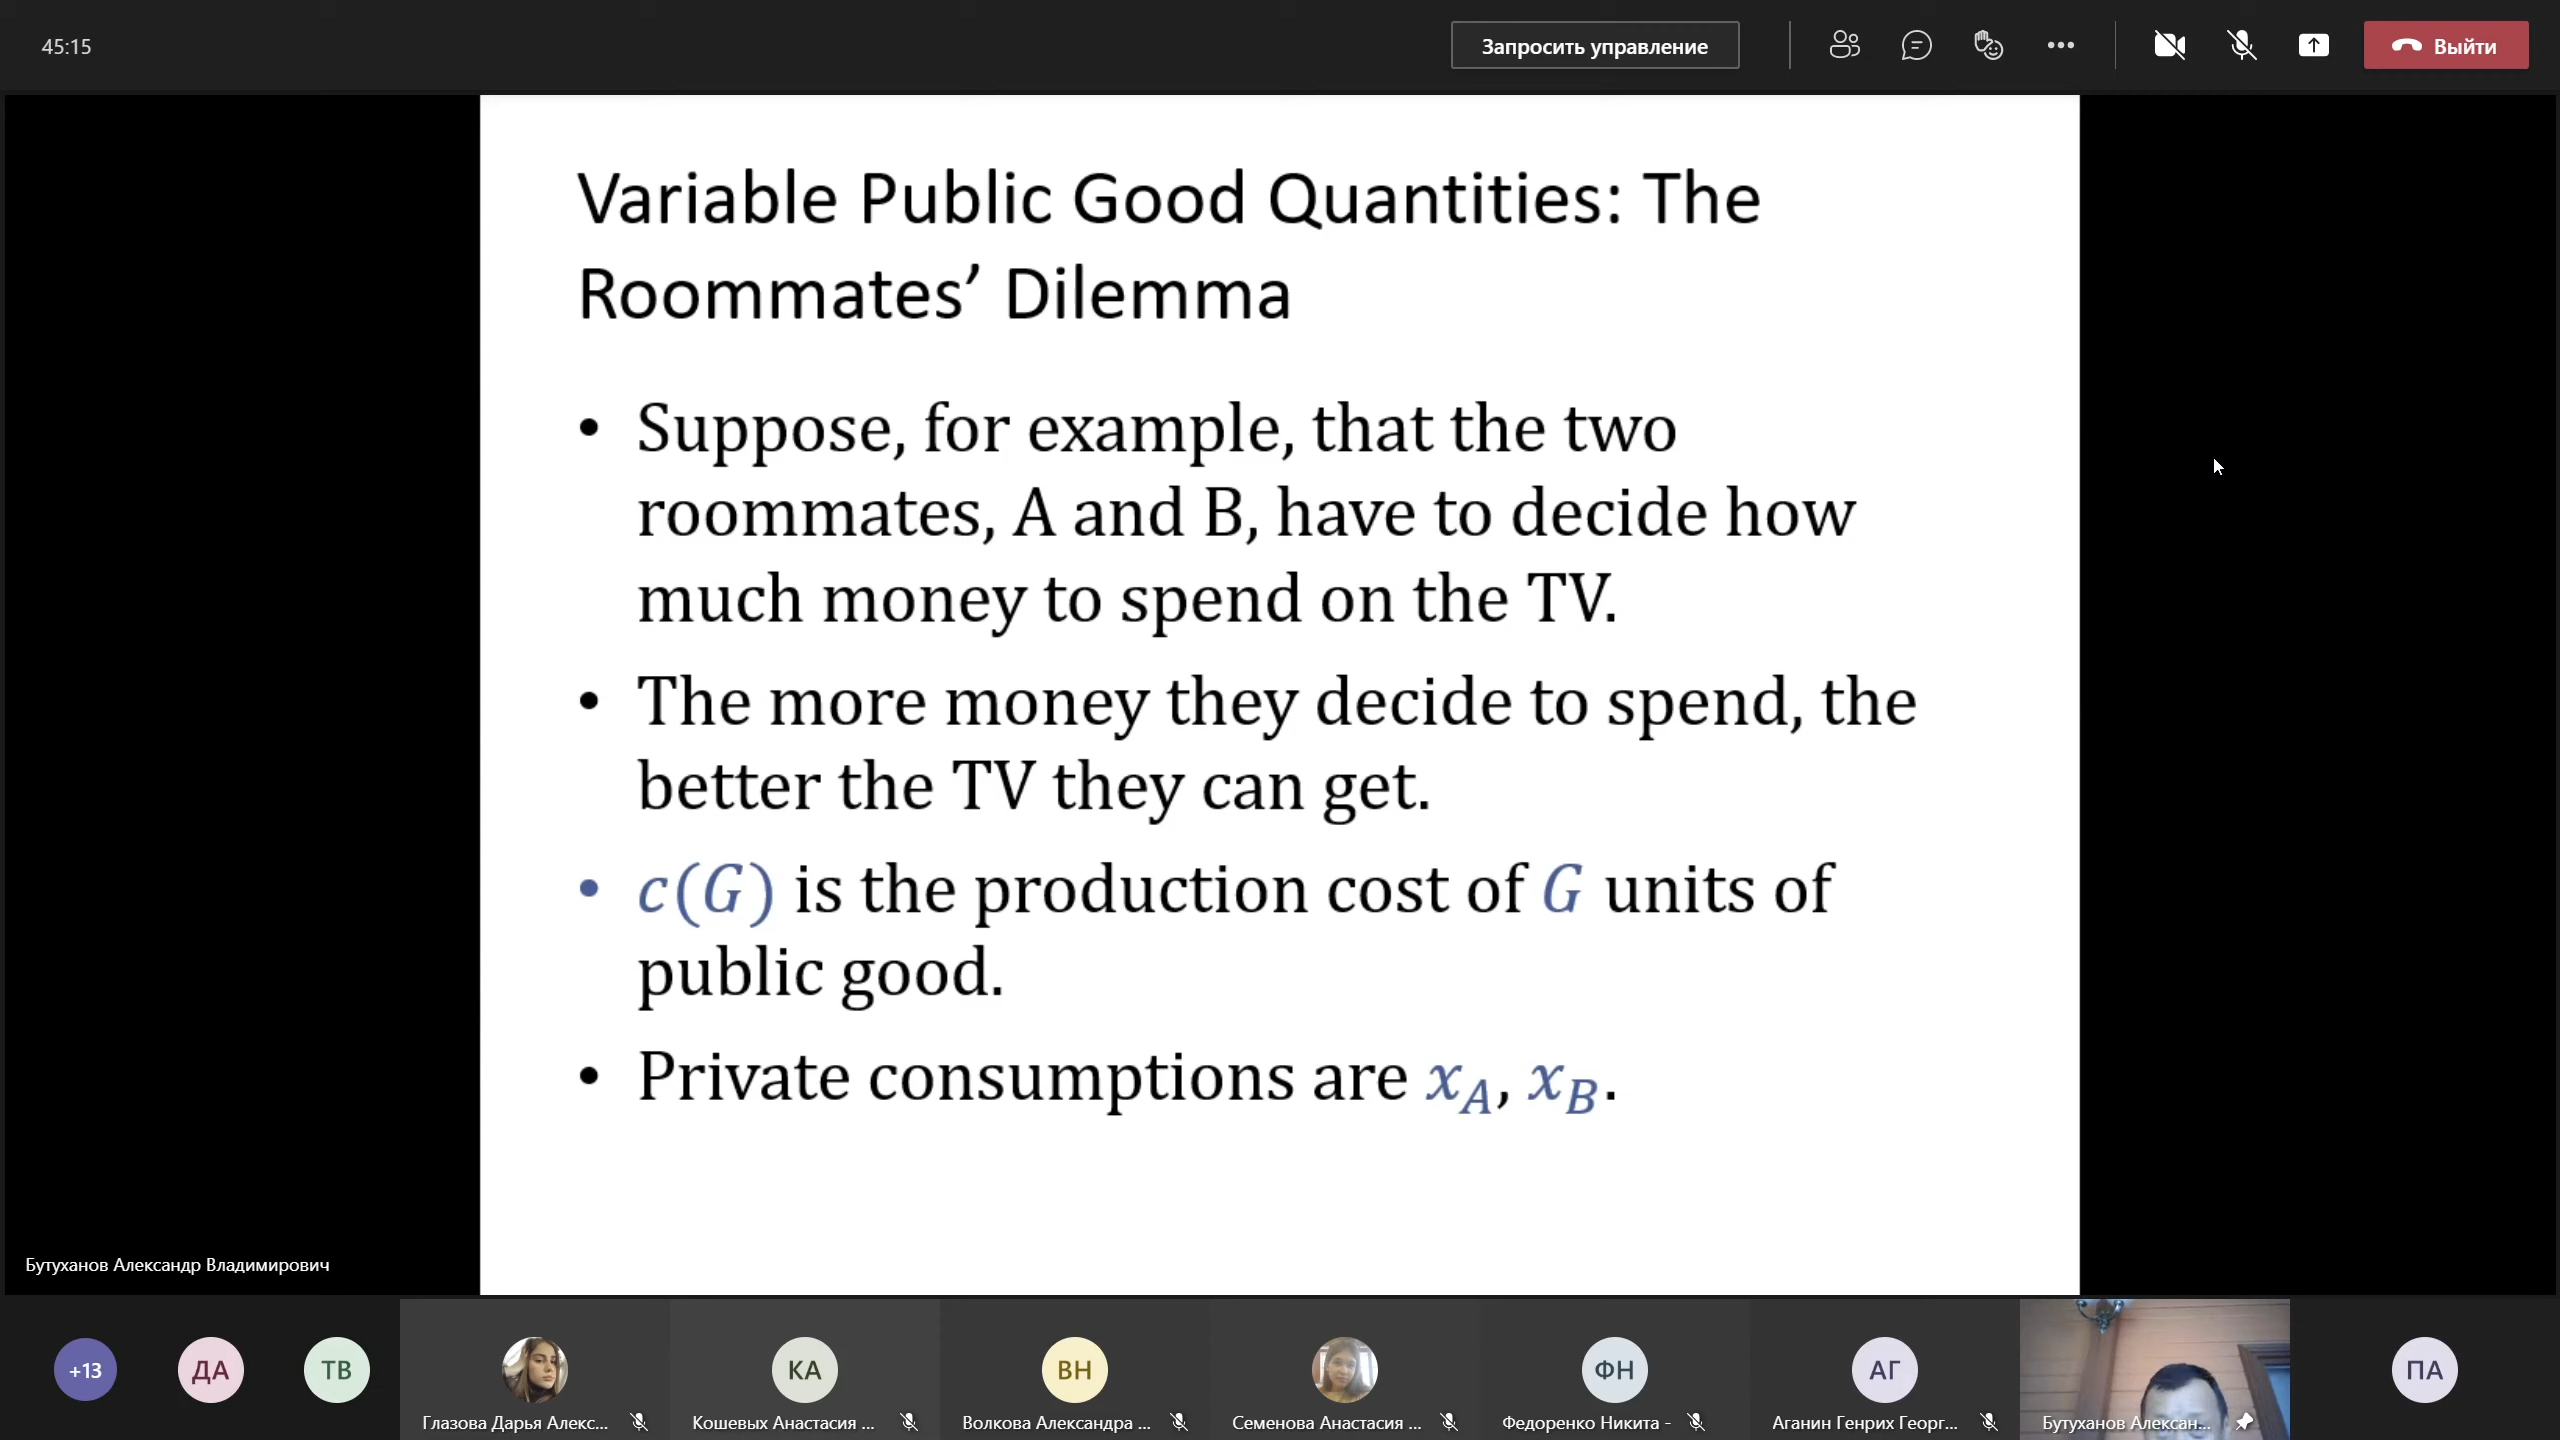 45:15
Запросить управление
Выйти
Variable Public Good Quantities: The
Roommates’ Dilemma
• Suppose, for example, that the two
roommates, A and B, have to decide how
much money to spend on the TV.
• The more money they decide to spend, the
better the TV they can get.
• c(G) is the production cost of G units of
public good.
• Private consumptions are x_A, x_B.
Бутуханов Александр Владимирович
+13
ДА
ТВ
КА
ВН
ФН
АГ
ПА
Глазова Дарья Алекс...
Кошевых Анастасия ...
Волкова Александра ...
Семенова Анастасия ...
Федоренко Никита -
Аганин Генрих Георг...
Бутуханов Алексан...